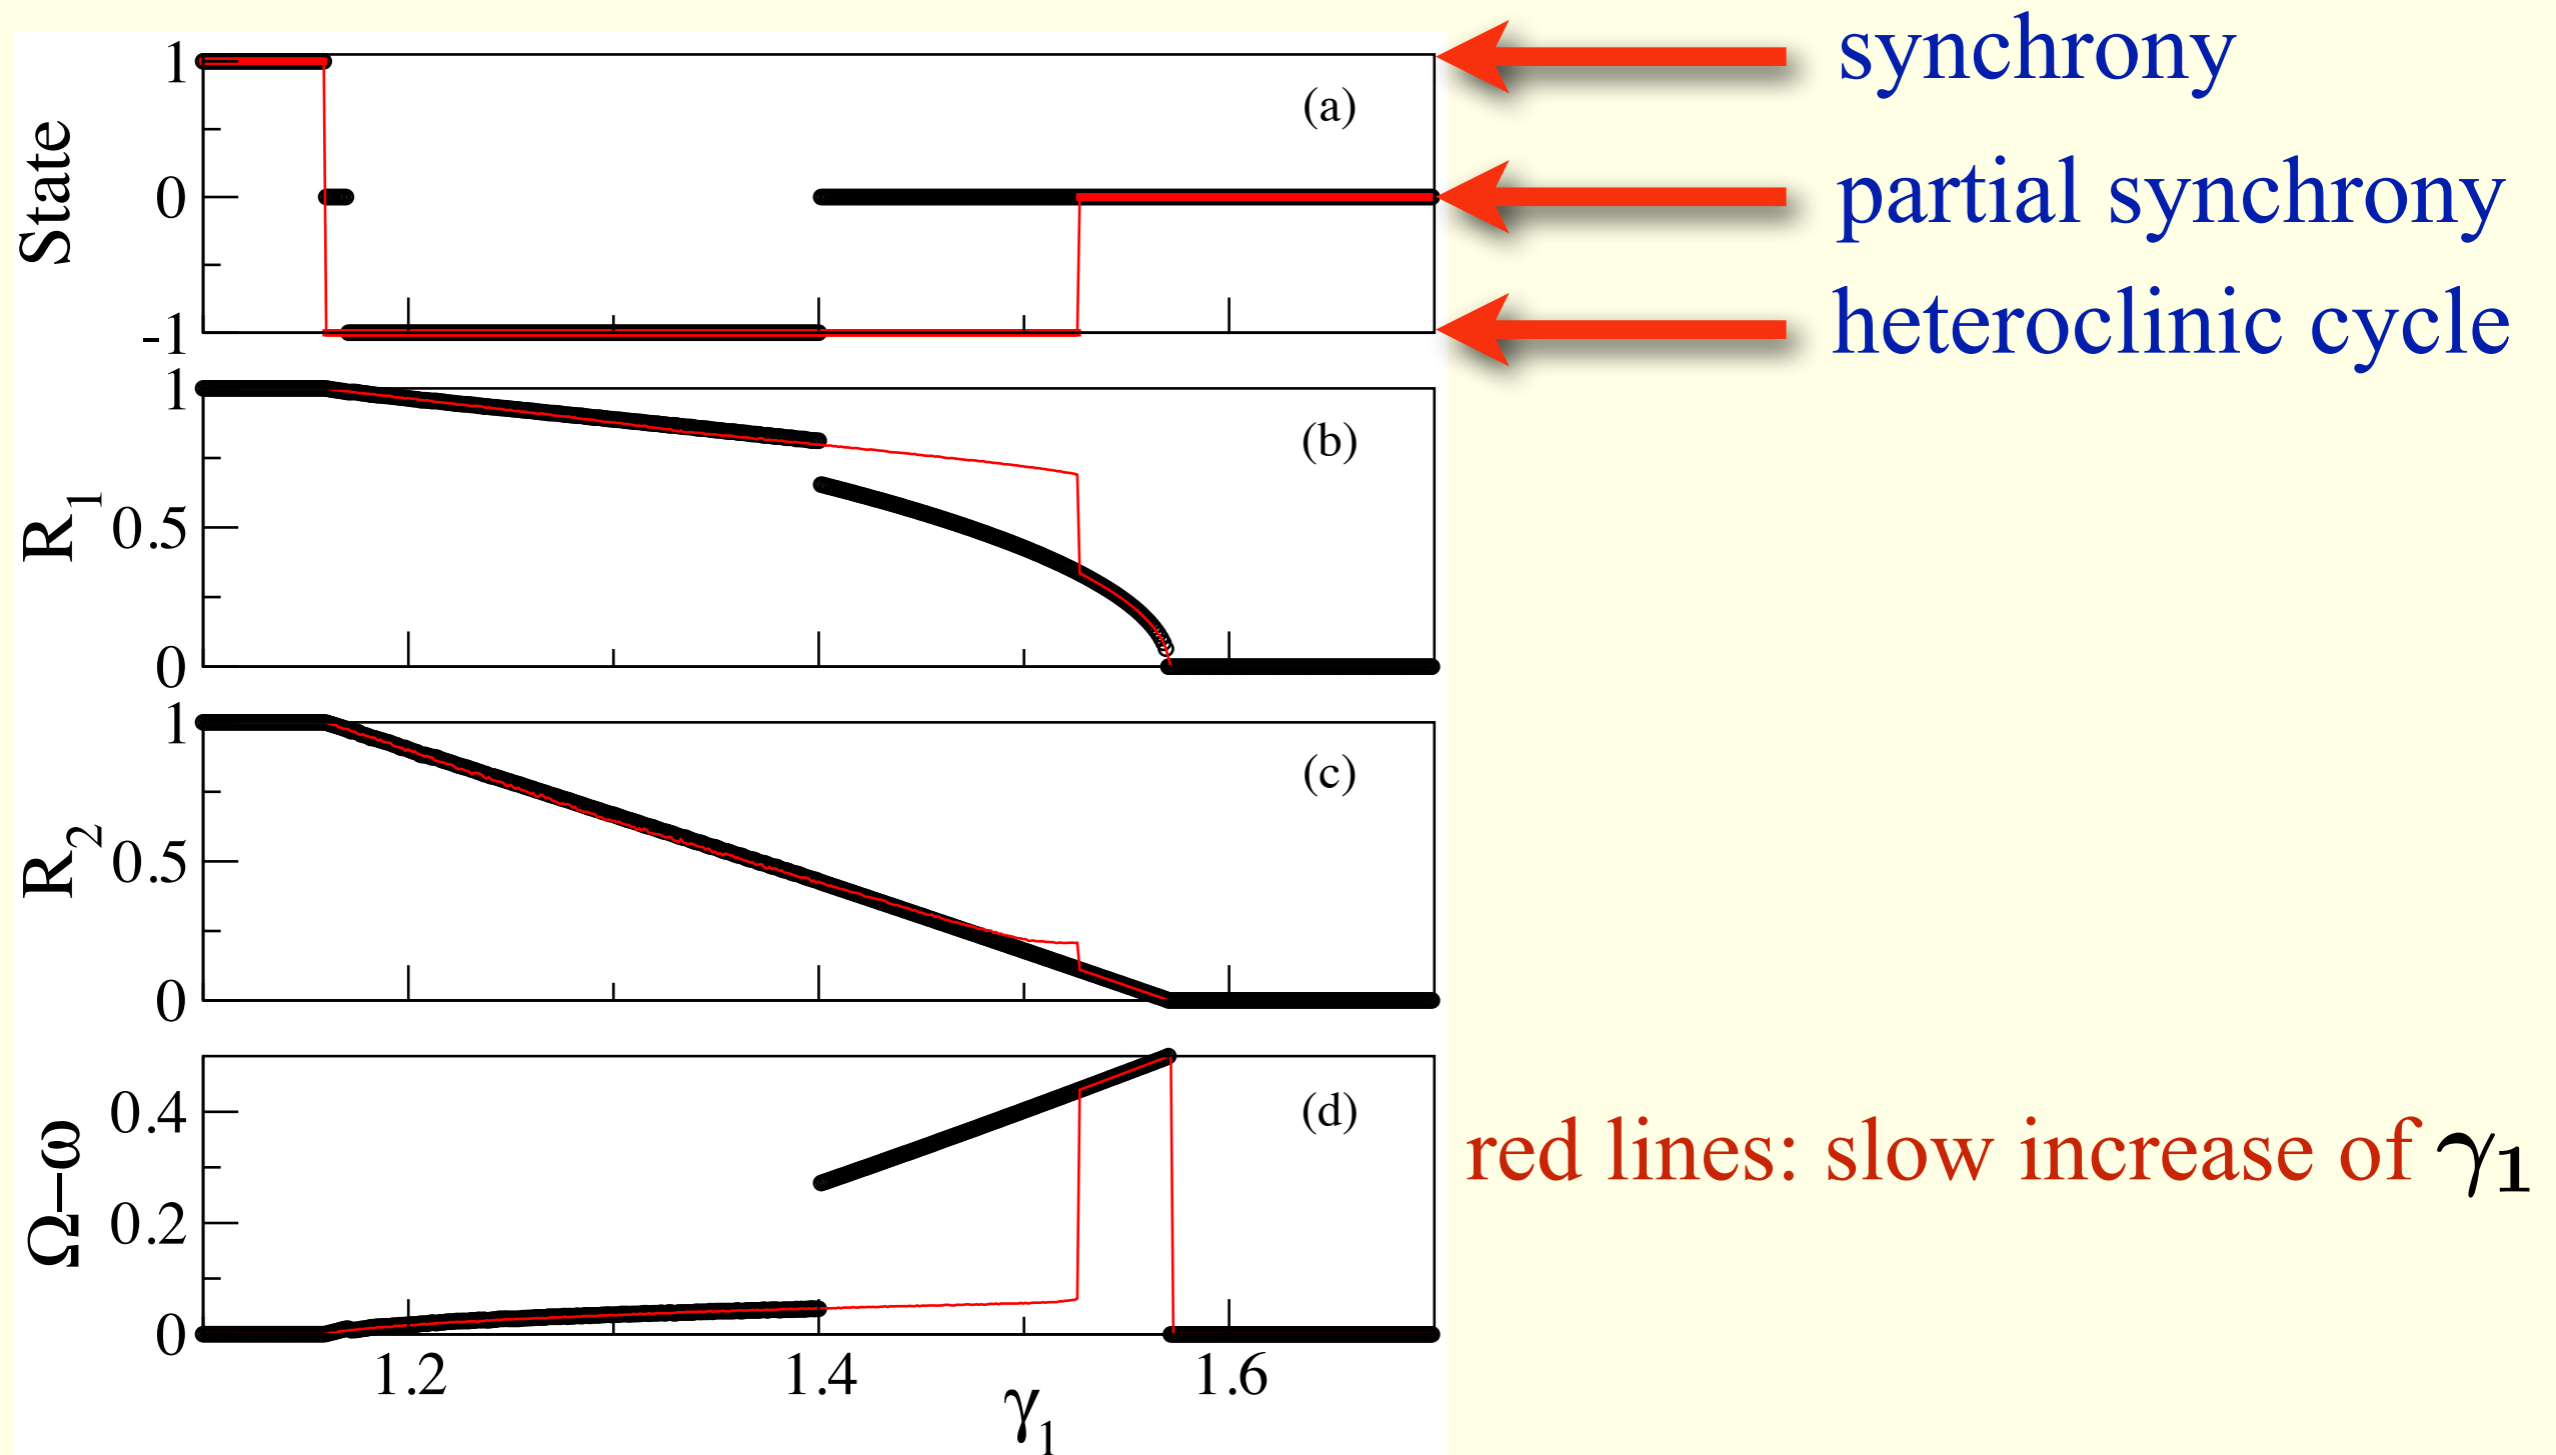 synchrony
partial synchrony
heteroclinic cycle
State
1
0
-1
(a)
R1
1
0.5
0
(b)
R2
1
0.5
0
(c)
Ω−ω
0.4
0.2
0
(d)
1.2
1.4
1.6
γ1
red lines: slow increase of γ1